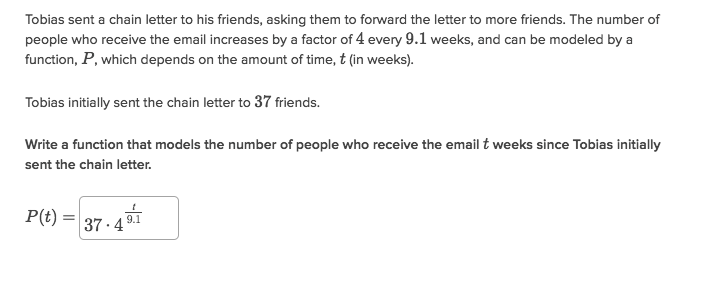 Tobias sent a chain letter to his friends, asking them to forward the letter to more friends. The number of
people who receive the email increases by a factor of 4 every 9.1 weeks, and can be modeled by a
function, P, which depends on the amount of time, t (in weeks).
Tobias initially sent the chain letter to 37 friends.
Write a function that models the number of people who receive the email t weeks since Tobias initially
sent the chain letter.
P(t) = 37 · 4^(t/9.1)